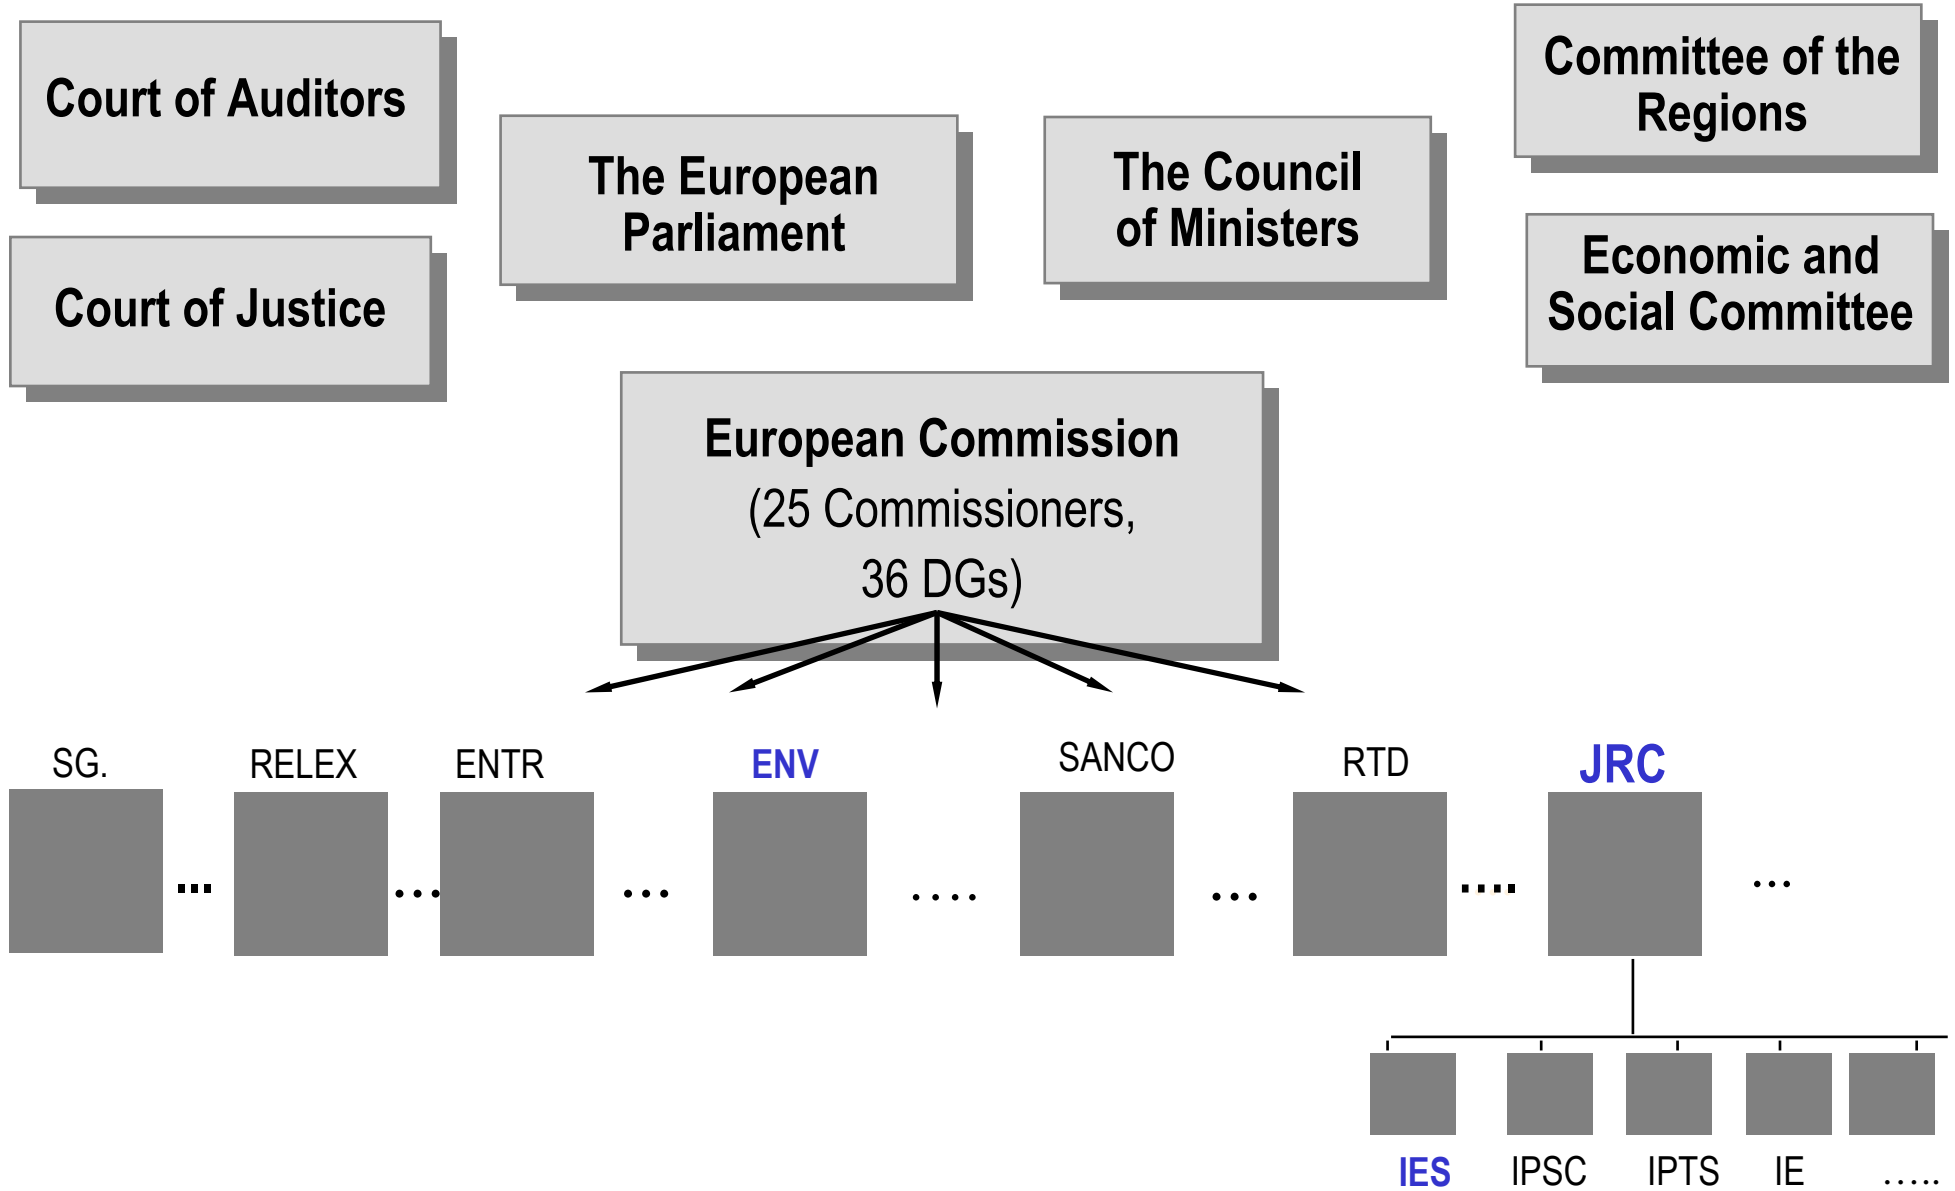 Court of Auditors
Court of Justice
The European
Parliament
The Council
of Ministers
Committee of the
Regions
Economic and
Social Committee
European Commission
(25 Commissioners,
36 DGs)
SG.
RELEX
ENTR
ENV
SANCO
RTD
JRC
...
...
...
....
...
....
...
IES
IPSC
IPTS
IE
.....